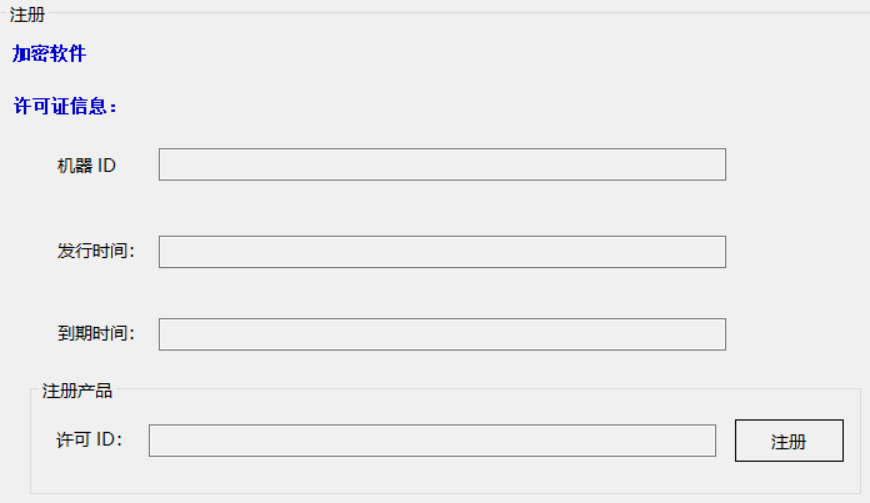 注册
加密软件
许可证信息：
机器 ID
发行时间：
到期时间：
注册产品
许可 ID： 注册